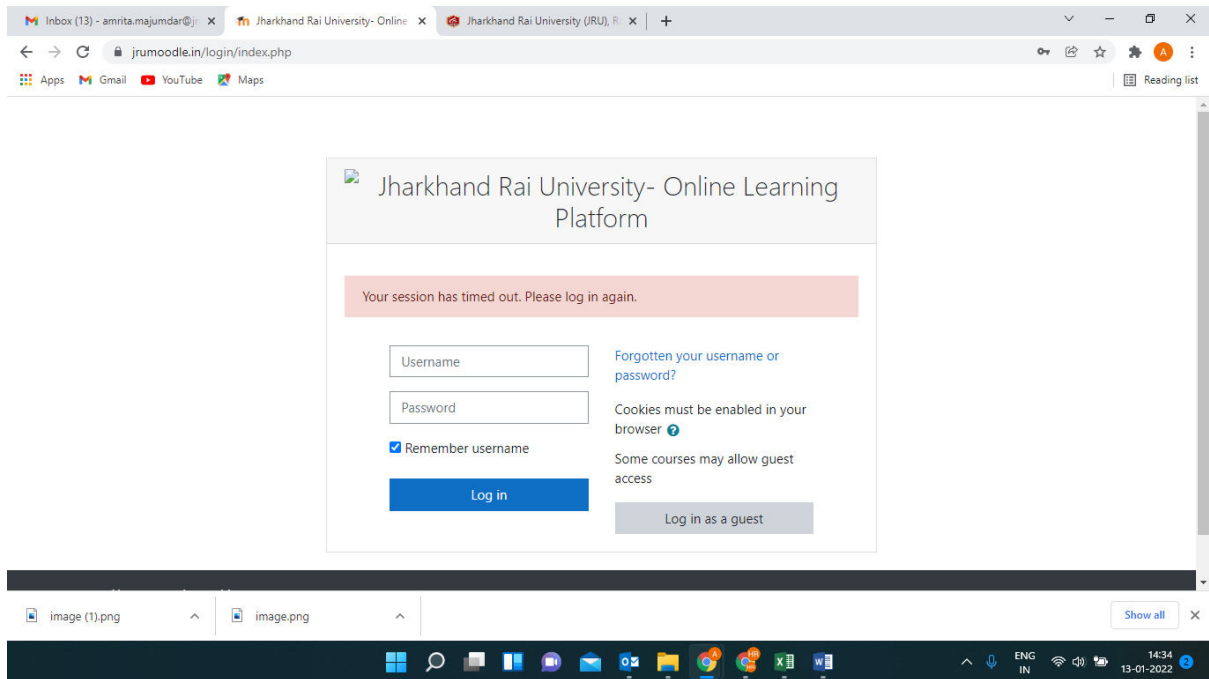 Inbox (13) - amrita.majumdar@jr
Jharkhand Rai University- Online
Jharkhand Rai University (JRU), R
jrumoodle.in/login/index.php
A
Apps
Gmail
YouTube
Maps
Reading list
Jharkhand Rai University- Online Learning
Platform
Your session has timed out. Please log in again.
Username
Password
Remember username
Log in
Forgotten your username or
password?
Cookies must be enabled in your
browser
Some courses may allow guest
access
Log in as a guest
image (1).png
image.png
Show all
ENG
IN
14:34
13-01-2022
2